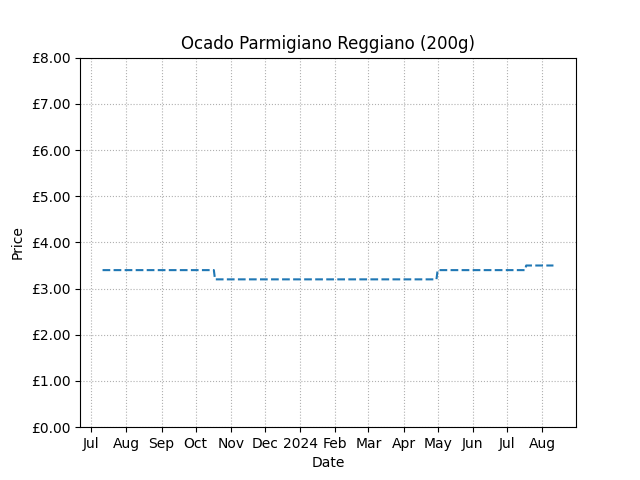 Ocado Parmigiano Reggiano (200g)
£8.00
£7.00
£6.00
£5.00
£4.00
£3.00
£2.00
£1.00
£0.00
Price
Jul Aug Sep Oct Nov Dec 2024 Feb Mar Apr May Jun Jul Aug
Date